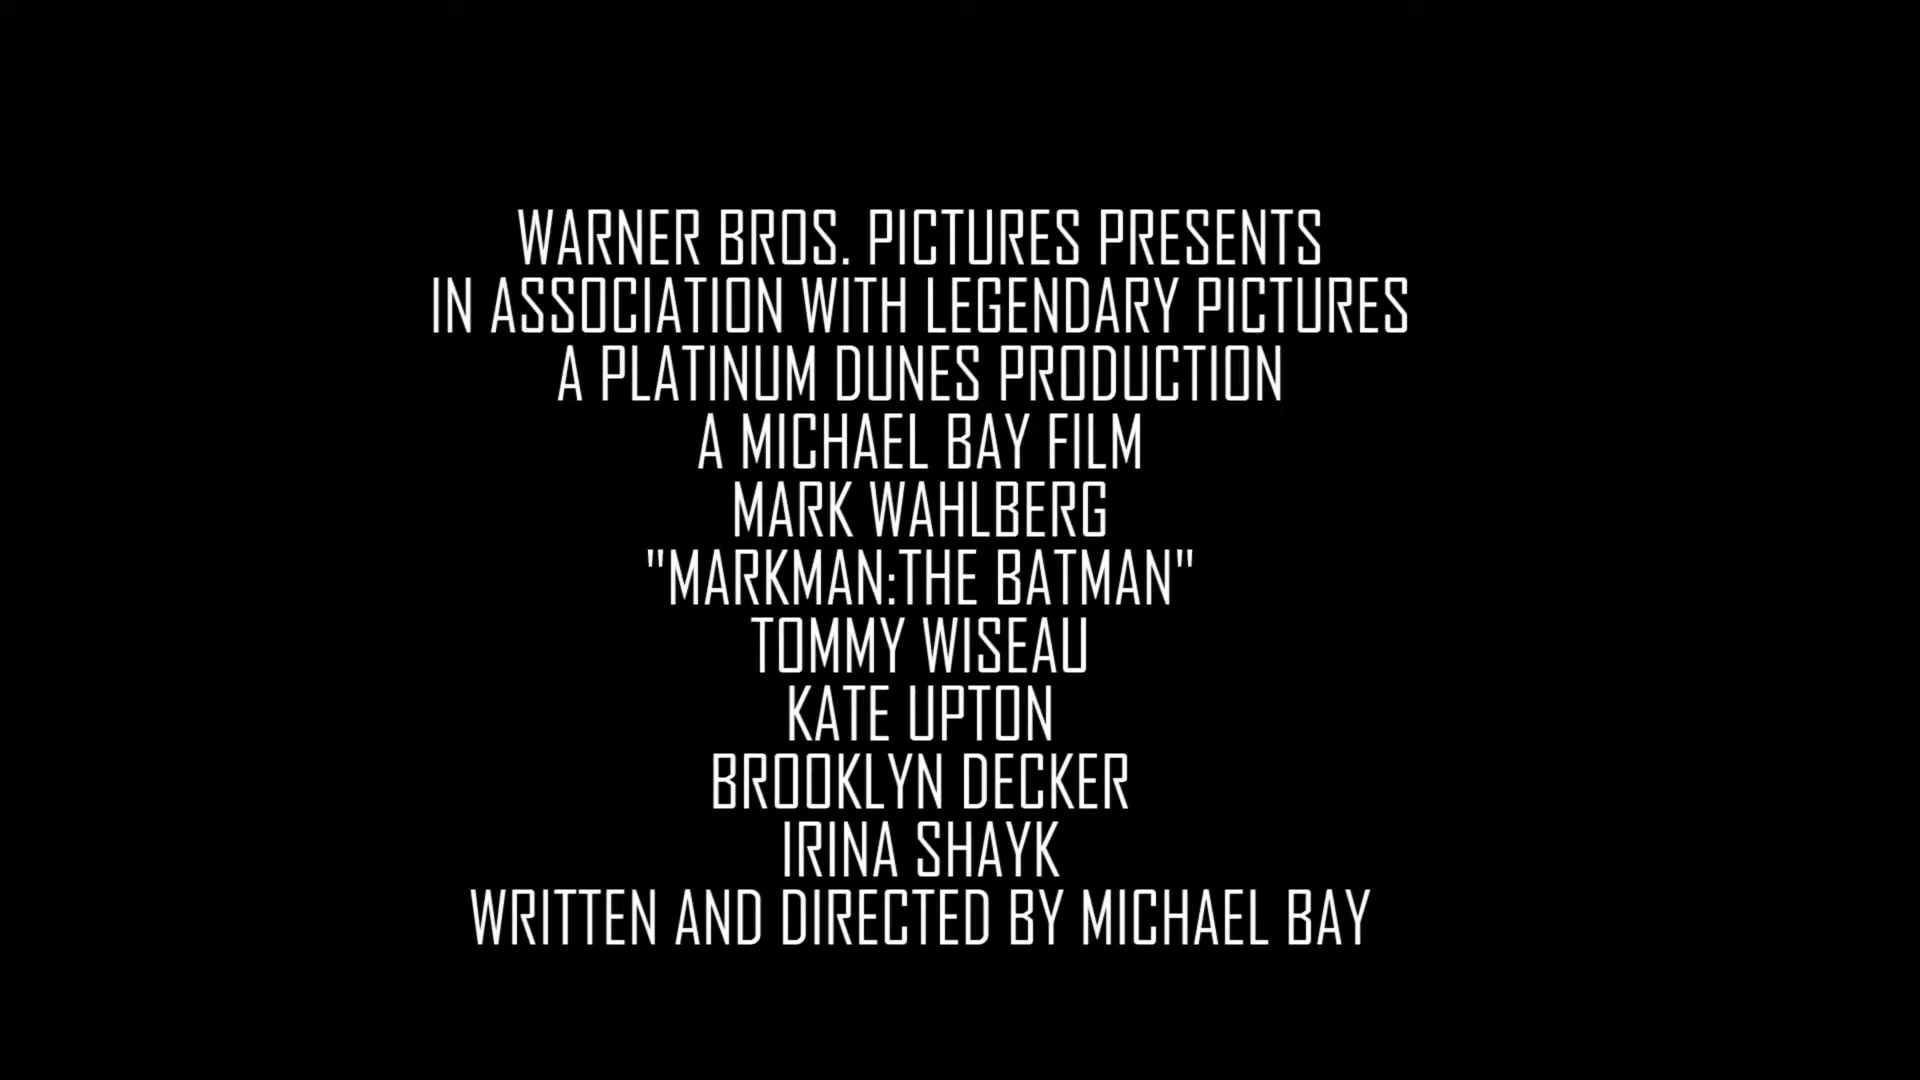 WARNER BROS. PICTURES PRESENTS
IN ASSOCIATION WITH LEGENDARY PICTURES
A PLATINUM DUNES PRODUCTION
A MICHAEL BAY FILM
MARK WAHLBERG
"MARKMAN:THE BATMAN"
TOMMY WISEAU
KATE UPTON
BROOKLYN DECKER
IRINA SHAYK
WRITTEN AND DIRECTED BY MICHAEL BAY